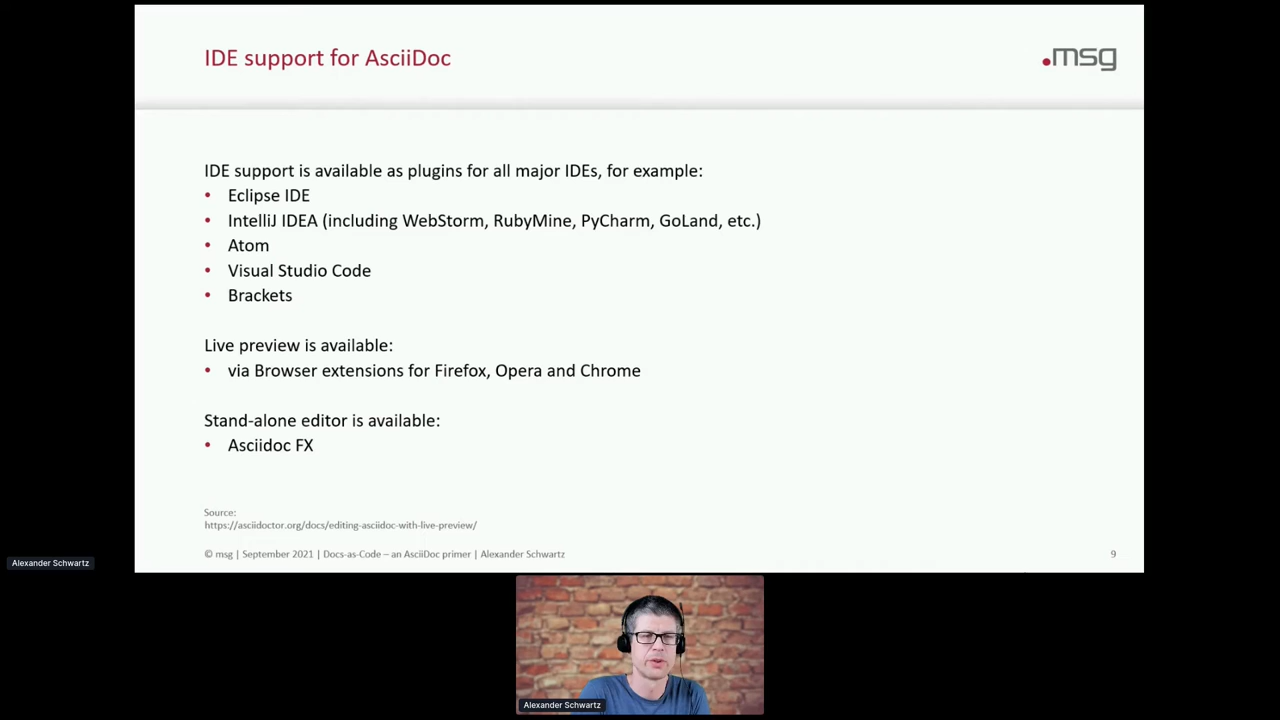 IDE support for AsciiDoc
.msg
IDE support is available as plugins for all major IDEs, for example:
• Eclipse IDE
• IntelliJ IDEA (including WebStorm, RubyMine, PyCharm, GoLand, etc.)
• Atom
• Visual Studio Code
• Brackets
Live preview is available:
• via Browser extensions for Firefox, Opera and Chrome
Stand-alone editor is available:
• Asciidoc FX
Source:
https://asciidoctor.org/docs/editing-asciidoc-with-live-preview/
© msg | September 2021 | Docs-as-Code – an AsciiDoc primer | Alexander Schwartz
9
Alexander Schwartz
Alexander Schwartz